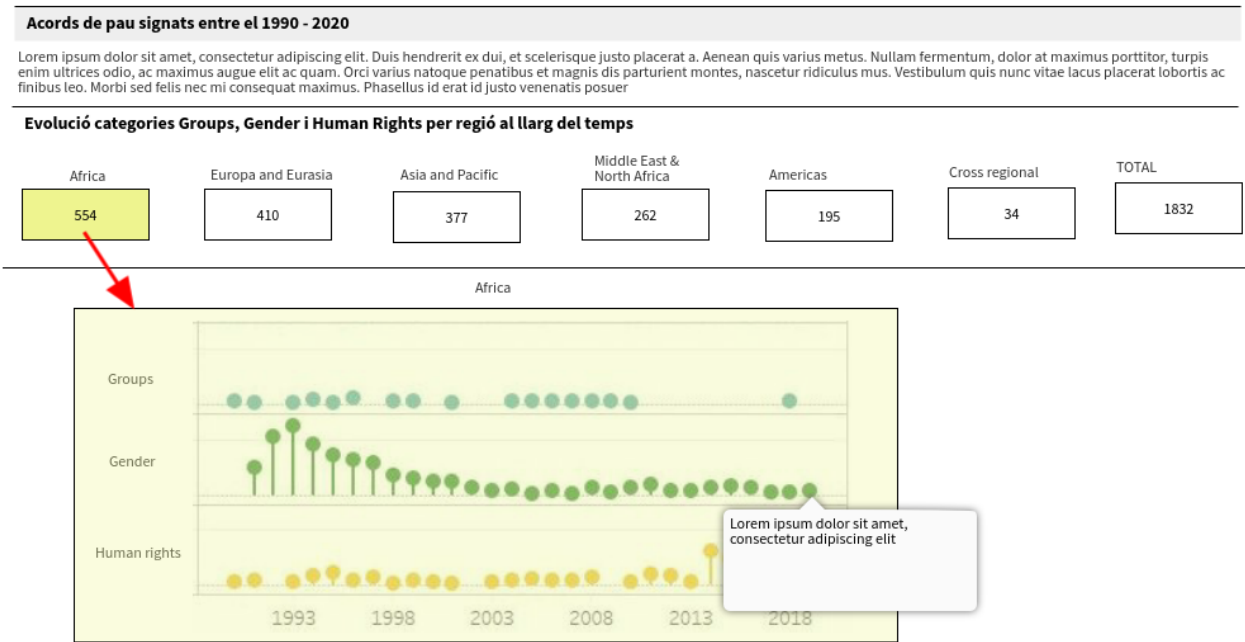 Acords de pau signats entre el 1990 - 2020
Lorem ipsum dolor sit amet, consectetur adipiscing elit. Duis hendrerit ex dui, et scelerisque justo placerat a. Aenean quis varius metus. Nullam fermentum, dolor at maximus porttitor, turpis
enim ultrices odio, ac maximus augue elit ac quam. Orci varius natoque penatibus et magnis dis parturient montes, nascetur ridiculus mus. Vestibulum quis nunc vitae lacus placerat lobortis ac
finibus leo. Morbi sed felis nec mi consequat maximus. Phasellus id erat id justo venenatis posuer
Evolució categories Groups, Gender i Human Rights per regió al llarg del temps
Africa
554
Europa and Eurasia
410
Asia and Pacific
377
Middle East &
North Africa
262
Americas
195
Cross regional
34
TOTAL
1832
Africa
Groups
Gender
Human rights
Lorem ipsum dolor sit amet,
consectetur adipiscing elit
1993 1998 2003 2008 2013 2018